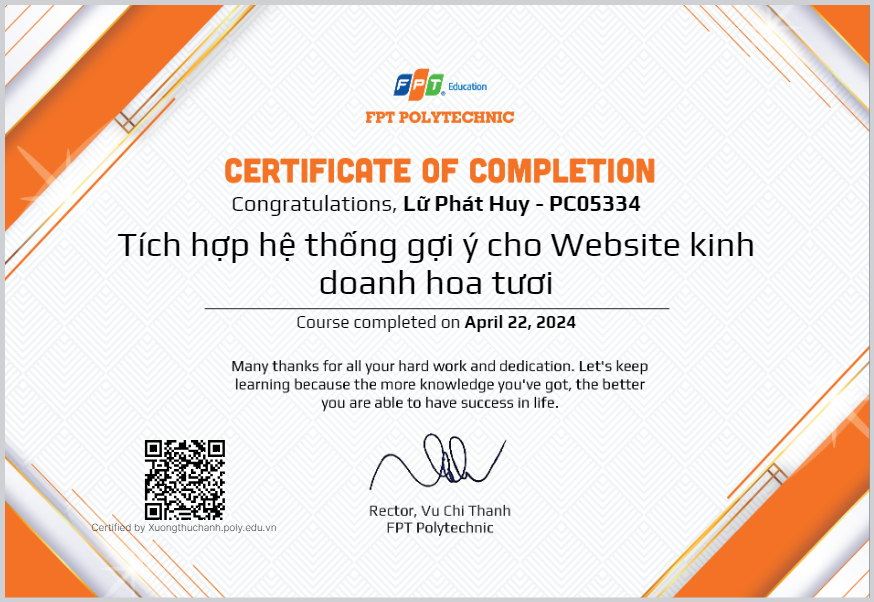 FPT Education
FPT POLYTECHNIC
CERTIFICATE OF COMPLETION
Congratulations, Lữ Phát Huy - PC05334
Tích hợp hệ thống gợi ý cho Website kinh
doanh hoa tươi
Course completed on April 22, 2024
Many thanks for all your hard work and dedication. Let's keep
learning because the more knowledge you've got, the better
you are able to have success in life.
Certified by Xuongthuchanh.poly.edu.vn
Rector, Vu Chi Thanh
FPT Polytechnic